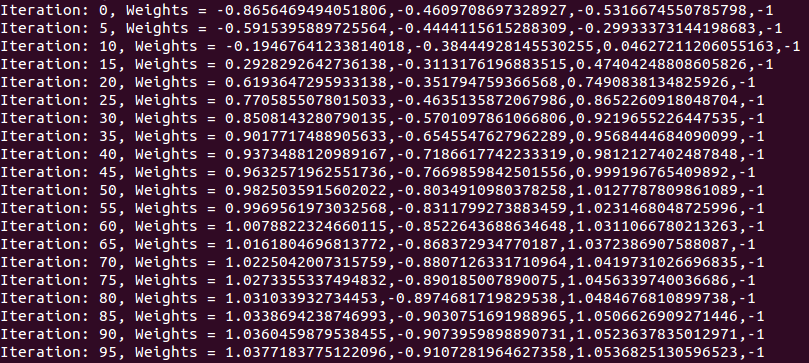 Iteration: 0, Weights = -0.8656469494051806,-0.4609708697328927,-0.5316674550785798,-1
Iteration: 5, Weights = -0.5915395889725564,-0.4444115615288309,-0.29933373144198683,-1
Iteration: 10, Weights = -0.19467641233814018,-0.38444928145530255,0.04627211206055163,-1
Iteration: 15, Weights = 0.2928292642736138,-0.3113176196883515,0.47404248808605826,-1
Iteration: 20, Weights = 0.6193647295933138,-0.351794759366568,0.7490838134825926,-1
Iteration: 25, Weights = 0.7705855078015033,-0.4635135872067986,0.8652260918048704,-1
Iteration: 30, Weights = 0.8508143280790135,-0.5701097861066806,0.9219655226447535,-1
Iteration: 35, Weights = 0.9017717488905633,-0.6545547627962289,0.9568444684090099,-1
Iteration: 40, Weights = 0.9373488120989167,-0.7186617742233319,0.9812127402487848,-1
Iteration: 45, Weights = 0.9632571962551736,-0.7669859842501556,0.999196765409892,-1
Iteration: 50, Weights = 0.9825035915602022,-0.8034910980378258,1.0127787809861089,-1
Iteration: 55, Weights = 0.9969561973032568,-0.8311799273883459,1.0231468048725996,-1
Iteration: 60, Weights = 1.0078822324660115,-0.8522643688634648,1.0311066780213263,-1
Iteration: 65, Weights = 1.0161804696813772,-0.868372934770187,1.0372386907588087,-1
Iteration: 70, Weights = 1.0225042007315759,-0.8807126331710964,1.0419731026696835,-1
Iteration: 75, Weights = 1.0273355337494832,-0.890185007890075,1.0456339740036686,-1
Iteration: 80, Weights = 1.031033932734453,-0.8974681719829538,1.0484676810899738,-1
Iteration: 85, Weights = 1.0338694238746993,-0.9030751691988965,1.0506626909271446,-1
Iteration: 90, Weights = 1.0360459879538455,-0.9073959898890731,1.0523637835012971,-1
Iteration: 95, Weights = 1.0377183775122096,-0.9107281964627358,1.0536825130596523,-1